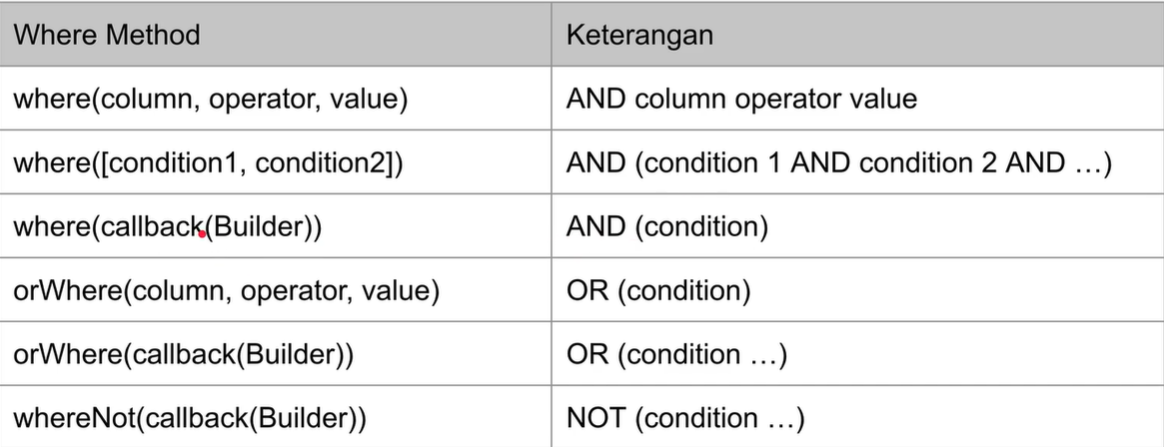 Where Method Keterangan
where(column, operator, value) AND column operator value
where([condition1, condition2]) AND (condition 1 AND condition 2 AND …)
where(callback(Builder)) AND (condition)
orWhere(column, operator, value) OR (condition)
orWhere(callback(Builder)) OR (condition …)
whereNot(callback(Builder)) NOT (condition …)